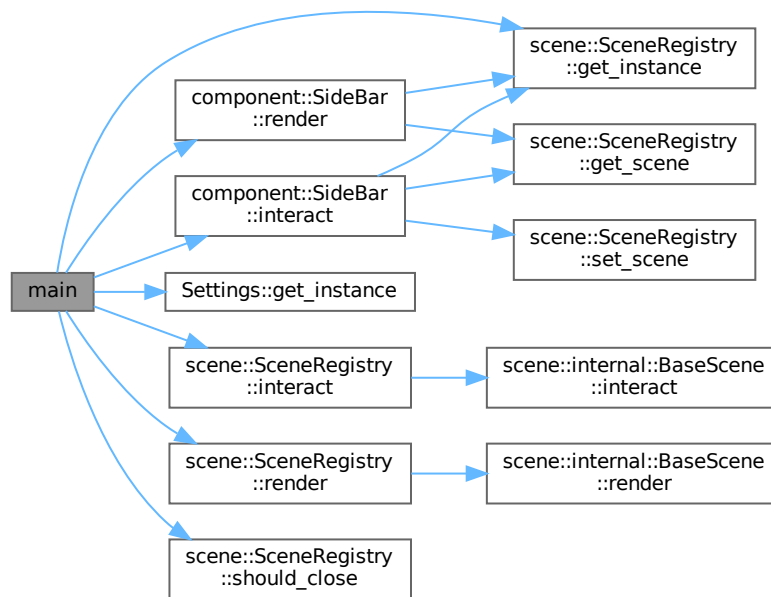 scene::SceneRegistry
::get_instance
component::SideBar
::render
scene::SceneRegistry
::get_scene
component::SideBar
::interact
scene::SceneRegistry
::set_scene
main
Settings::get_instance
scene::SceneRegistry
::interact
scene::internal::BaseScene
::interact
scene::SceneRegistry
::render
scene::internal::BaseScene
::render
scene::SceneRegistry
::should_close